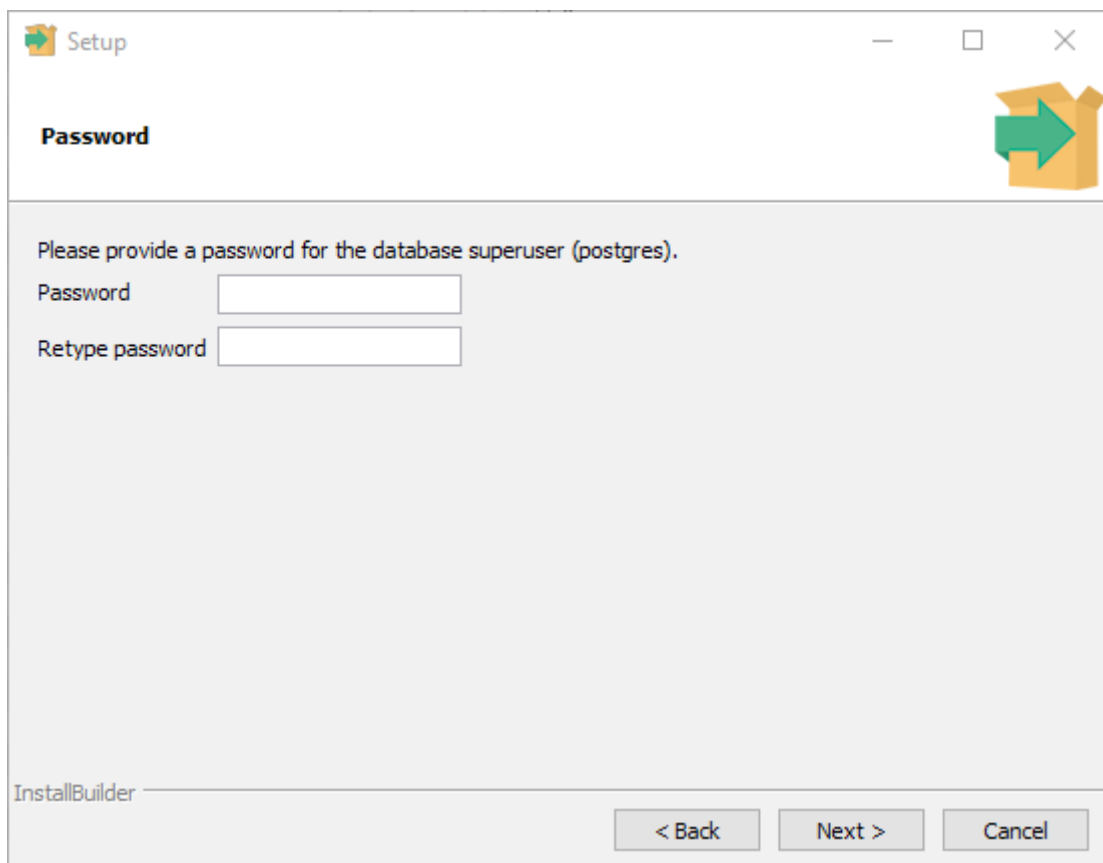 Setup
Password
Please provide a password for the database superuser (postgres).
Password
Retype password
InstallBuilder
< Back
Next >
Cancel